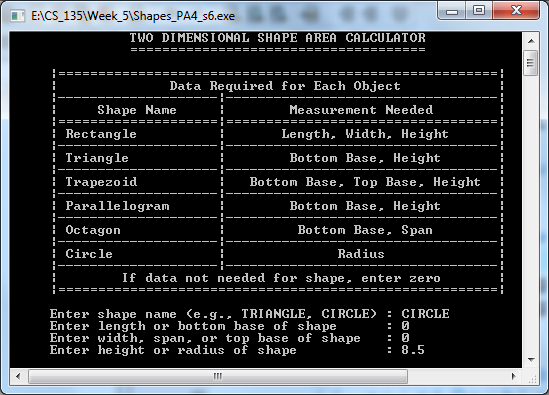 E:\CS_135\Week_5\Shapes_PA4_s6.exe
TWO DIMENSIONAL SHAPE AREA CALCULATOR
Data Required for Each Object
Shape Name Measurement Needed
Rectangle Length, Width, Height
Triangle Bottom Base, Height
Trapezoid Bottom Base, Top Base, Height
Parallelogram Bottom Base, Height
Octagon Bottom Base, Span
Circle Radius
If data not needed for shape, enter zero
Enter shape name (e.g., TRIANGLE, CIRCLE) : CIRCLE
Enter length or bottom base of shape : 0
Enter width, span, or top base of shape : 0
Enter height or radius of shape : 8.5